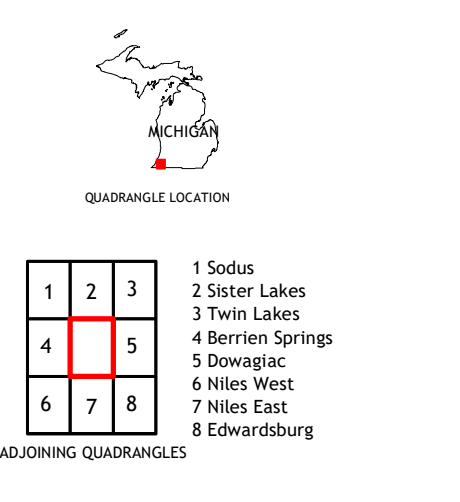 MICHIGAN
QUADRANGLE LOCATION
1 2 3
4 5
6 7 8
1 Sodus
2 Sister Lakes
3 Twin Lakes
4 Berrien Springs
5 Dowagiac
6 Niles West
7 Niles East
8 Edwardsburg
ADJOINING QUADRANGLES